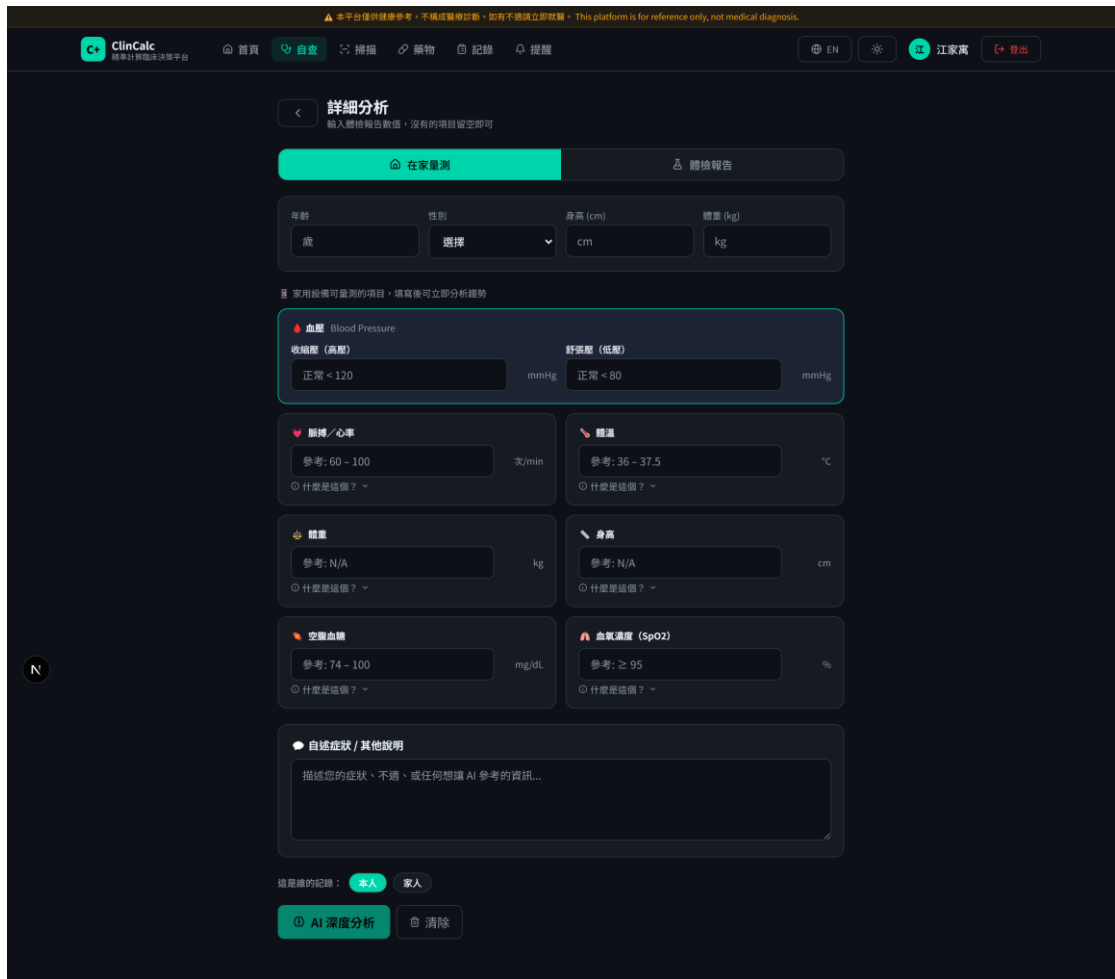 本平台僅供健康參考，不構成醫療診斷。如有不適請立即就醫。 This platform is for reference only, not medical diagnosis.
C+ ClinCalc
精準計算臨床決策平台
首頁 自查 掃描 藥物 記錄 提醒
EN 江 江家寓 登出
詳細分析
輸入體檢報告數值，沒有的項目留空即可
在家量測 體檢報告
年齡 性別 身高 (cm) 體重 (kg)
歲 選擇 cm kg
家用設備可量測的項目，填寫後可立即分析趨勢
血壓 Blood Pressure
收縮壓（高壓） 舒張壓（低壓）
正常 < 120 mmHg 正常 < 80 mmHg
脈搏／心率 體溫
參考: 60 – 100 次/min 參考: 36 – 37.5 °C
什麼是這個？ 什麼是這個？
體重 身高
參考: N/A kg 參考: N/A cm
什麼是這個？ 什麼是這個？
空腹血糖 血氧濃度（SpO2）
參考: 74 – 100 mg/dL 參考: ≥ 95 %
什麼是這個？ 什麼是這個？
N
自述症狀 / 其他說明
描述您的症狀、不適、或任何想讓 AI 參考的資訊...
這是誰的記錄： 本人 家人
AI 深度分析 清除